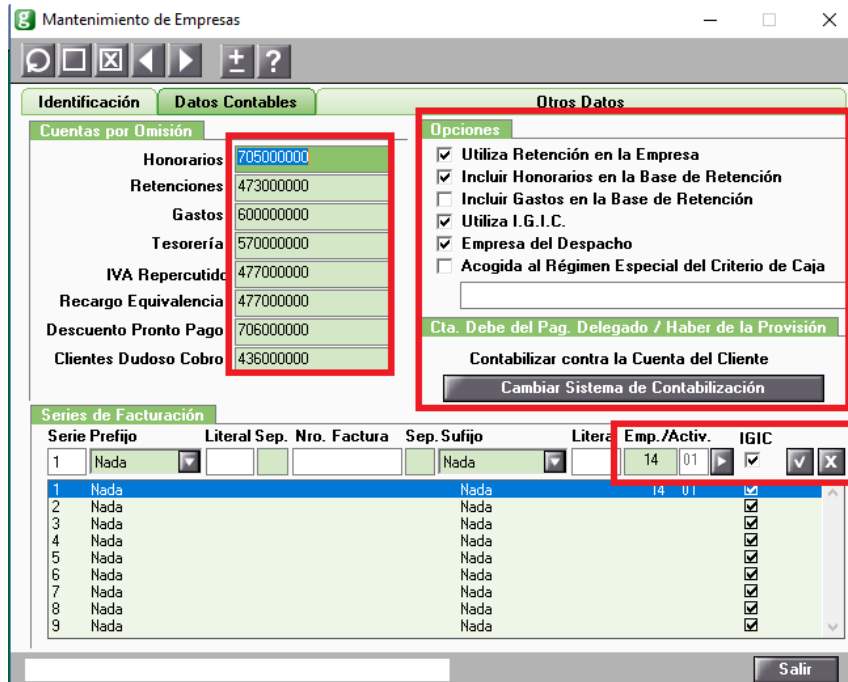 g Mantenimiento de Empresas
Identificación Datos Contables Otros Datos
Cuentas por Omisión
Honorarios 705000000
Retenciones 473000000
Gastos 600000000
Tesorería 570000000
IVA Repercutido 477000000
Recargo Equivalencia 477000000
Descuento Pronto Pago 706000000
Clientes Dudoso Cobro 436000000
Opciones
Utiliza Retención en la Empresa
Incluir Honorarios en la Base de Retención
Incluir Gastos en la Base de Retención
Utiliza I.G.I.C.
Empresa del Despacho
Acogida al Régimen Especial del Criterio de Caja
Cta. Debe del Pag. Delegado / Haber de la Provisión
Contabilizar contra la Cuenta del Cliente
Cambiar Sistema de Contabilización
Series de Facturación
Serie Prefijo Literal Sep. Nro. Factura Sep. Sufijo Litera Emp./Activ. IGIC
1 Nada Nada 14 01
1 Nada Nada 14 01
2 Nada Nada
3 Nada Nada
4 Nada Nada
5 Nada Nada
6 Nada Nada
7 Nada Nada
8 Nada Nada
9 Nada Nada
Salir